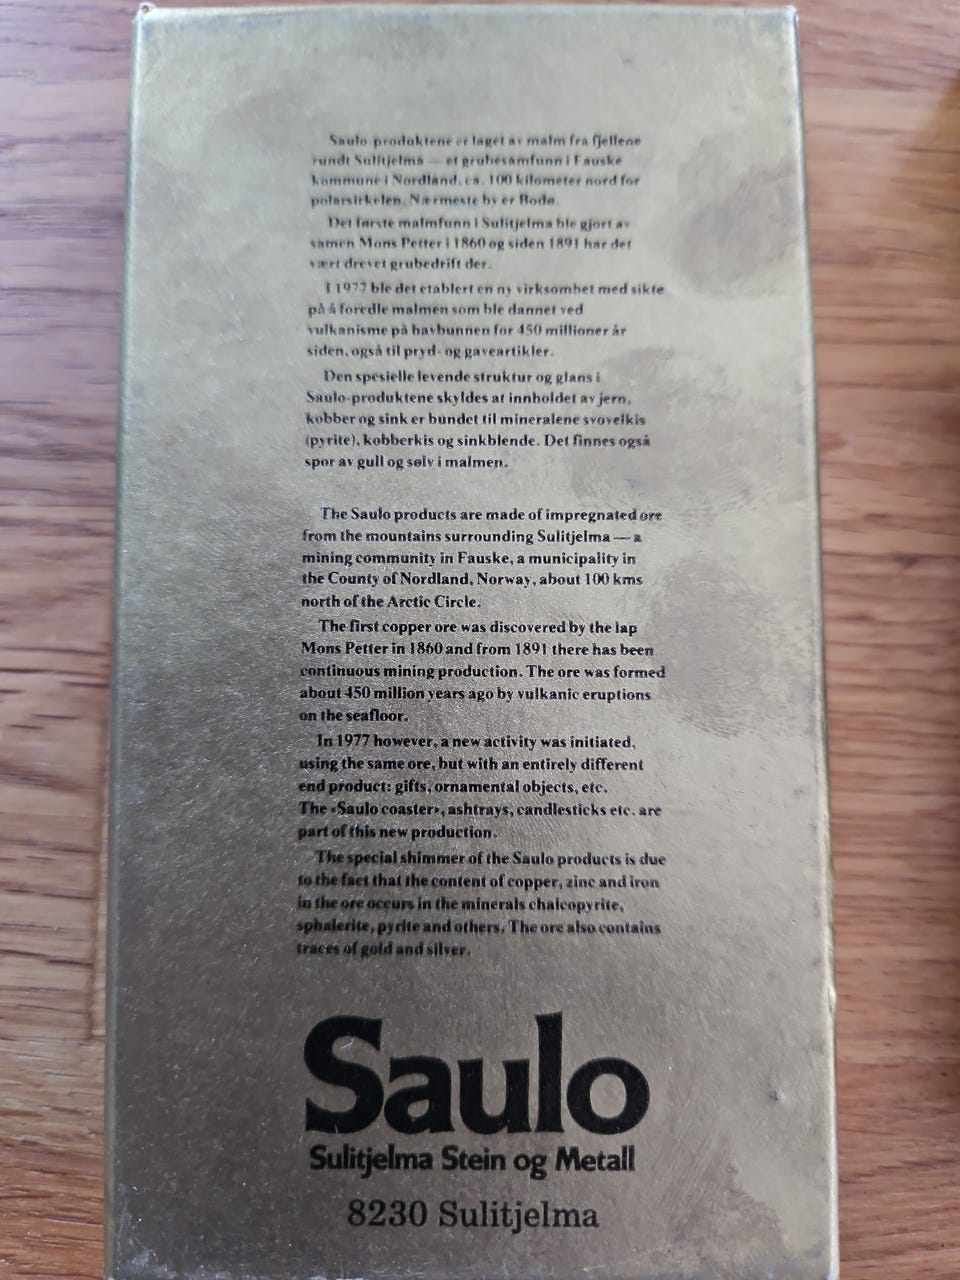 Saulo-produktene er laget av malm fra fjellene
rundt Sulitjelma — et grubesamfunn i Fauske
kommune i Nordland, ca. 100 kilometer nord for
polarsirkelen. Nærmeste by er Bodø.
Det første malmfunn i Sulitjelma ble gjort av
samen Mons Petter i 1860 og siden 1891 har det
vært drevet grubedrift der.
I 1977 ble det etablert en ny virksomhet med sikte
på å foredle malmen som ble dannet ved
vulkanisme på havbunnen for 450 millioner år
siden, også til pryd- og gaveartikler.
Den spesielle levende struktur og glans i
Saulo-produktene skyldes at innholdet av jern,
kobber og sink er bundet til mineralene svovelkis
(pyrite), kobberkis og sinkblende. Det finnes også
spor av gull og sølv i malmen.
The Saulo products are made of impregnated ore
from the mountains surrounding Sulitjelma — a
mining community in Fauske, a municipality in
the County of Nordland, Norway, about 100 kms
north of the Arctic Circle.
The first copper ore was discovered by the lap
Mons Petter in 1860 and from 1891 there has been
continuous mining production. The ore was formed
about 450 million years ago by vulkanic eruptions
on the seafloor.
In 1977 however, a new activity was initiated,
using the same ore, but with an entirely different
end product: gifts, ornamental objects, etc.
The «Saulo coaster», ashtrays, candlesticks etc. are
part of this new production.
The special shimmer of the Saulo products is due
to the fact that the content of copper, zinc and iron
in the ore occurs in the minerals chalcopyrite,
sphalerite, pyrite and others. The ore also contains
traces of gold and silver.
Saulo
Sulitjelma Stein og Metall
8230 Sulitjelma